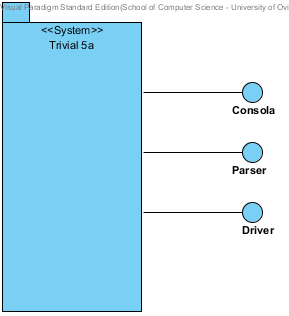 Visual Paradigm Standard Edition(School of Computer Science - University of Ovi
<<System>>
Trivial 5a
Consola
Parser
Driver